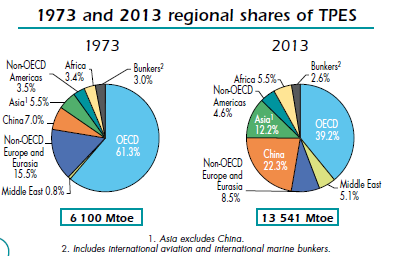 1973 and 2013 regional shares of TPES
1973
Non-OECD
Americas
3.5%
Africa
3.4%
Bunkers²
3.0%
Asia¹ 5.5%
China 7.0%
Non-OECD
Europe and
Eurasia
15.5%
Middle East 0.8%
OECD
61.3%
6 100 Mtoe
2013
Africa 5.5%
Bunkers²
2.6%
Non-OECD
Americas
4.6%
Asia¹
12.2%
OECD
39.2%
China
22.3%
Non-OECD
Europe and
Eurasia
8.5%
Middle East
5.1%
13 541 Mtoe
1. Asia excludes China.
2. Includes international aviation and international marine bunkers.